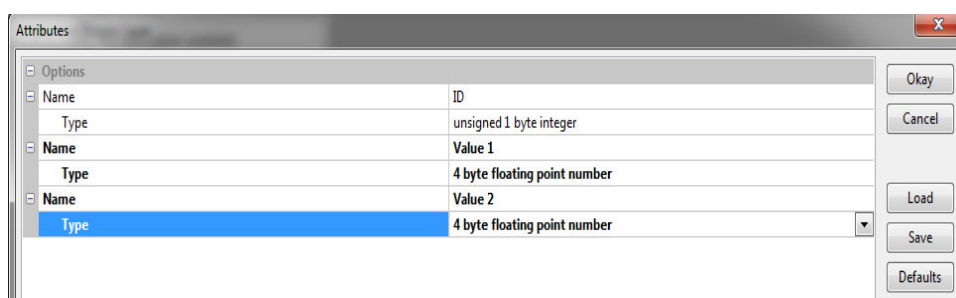 Attributes
Options
Okay
Name ID
Type unsigned 1 byte integer
Cancel
Name Value 1
Type 4 byte floating point number
Name Value 2
Load
Type 4 byte floating point number
Save
Defaults